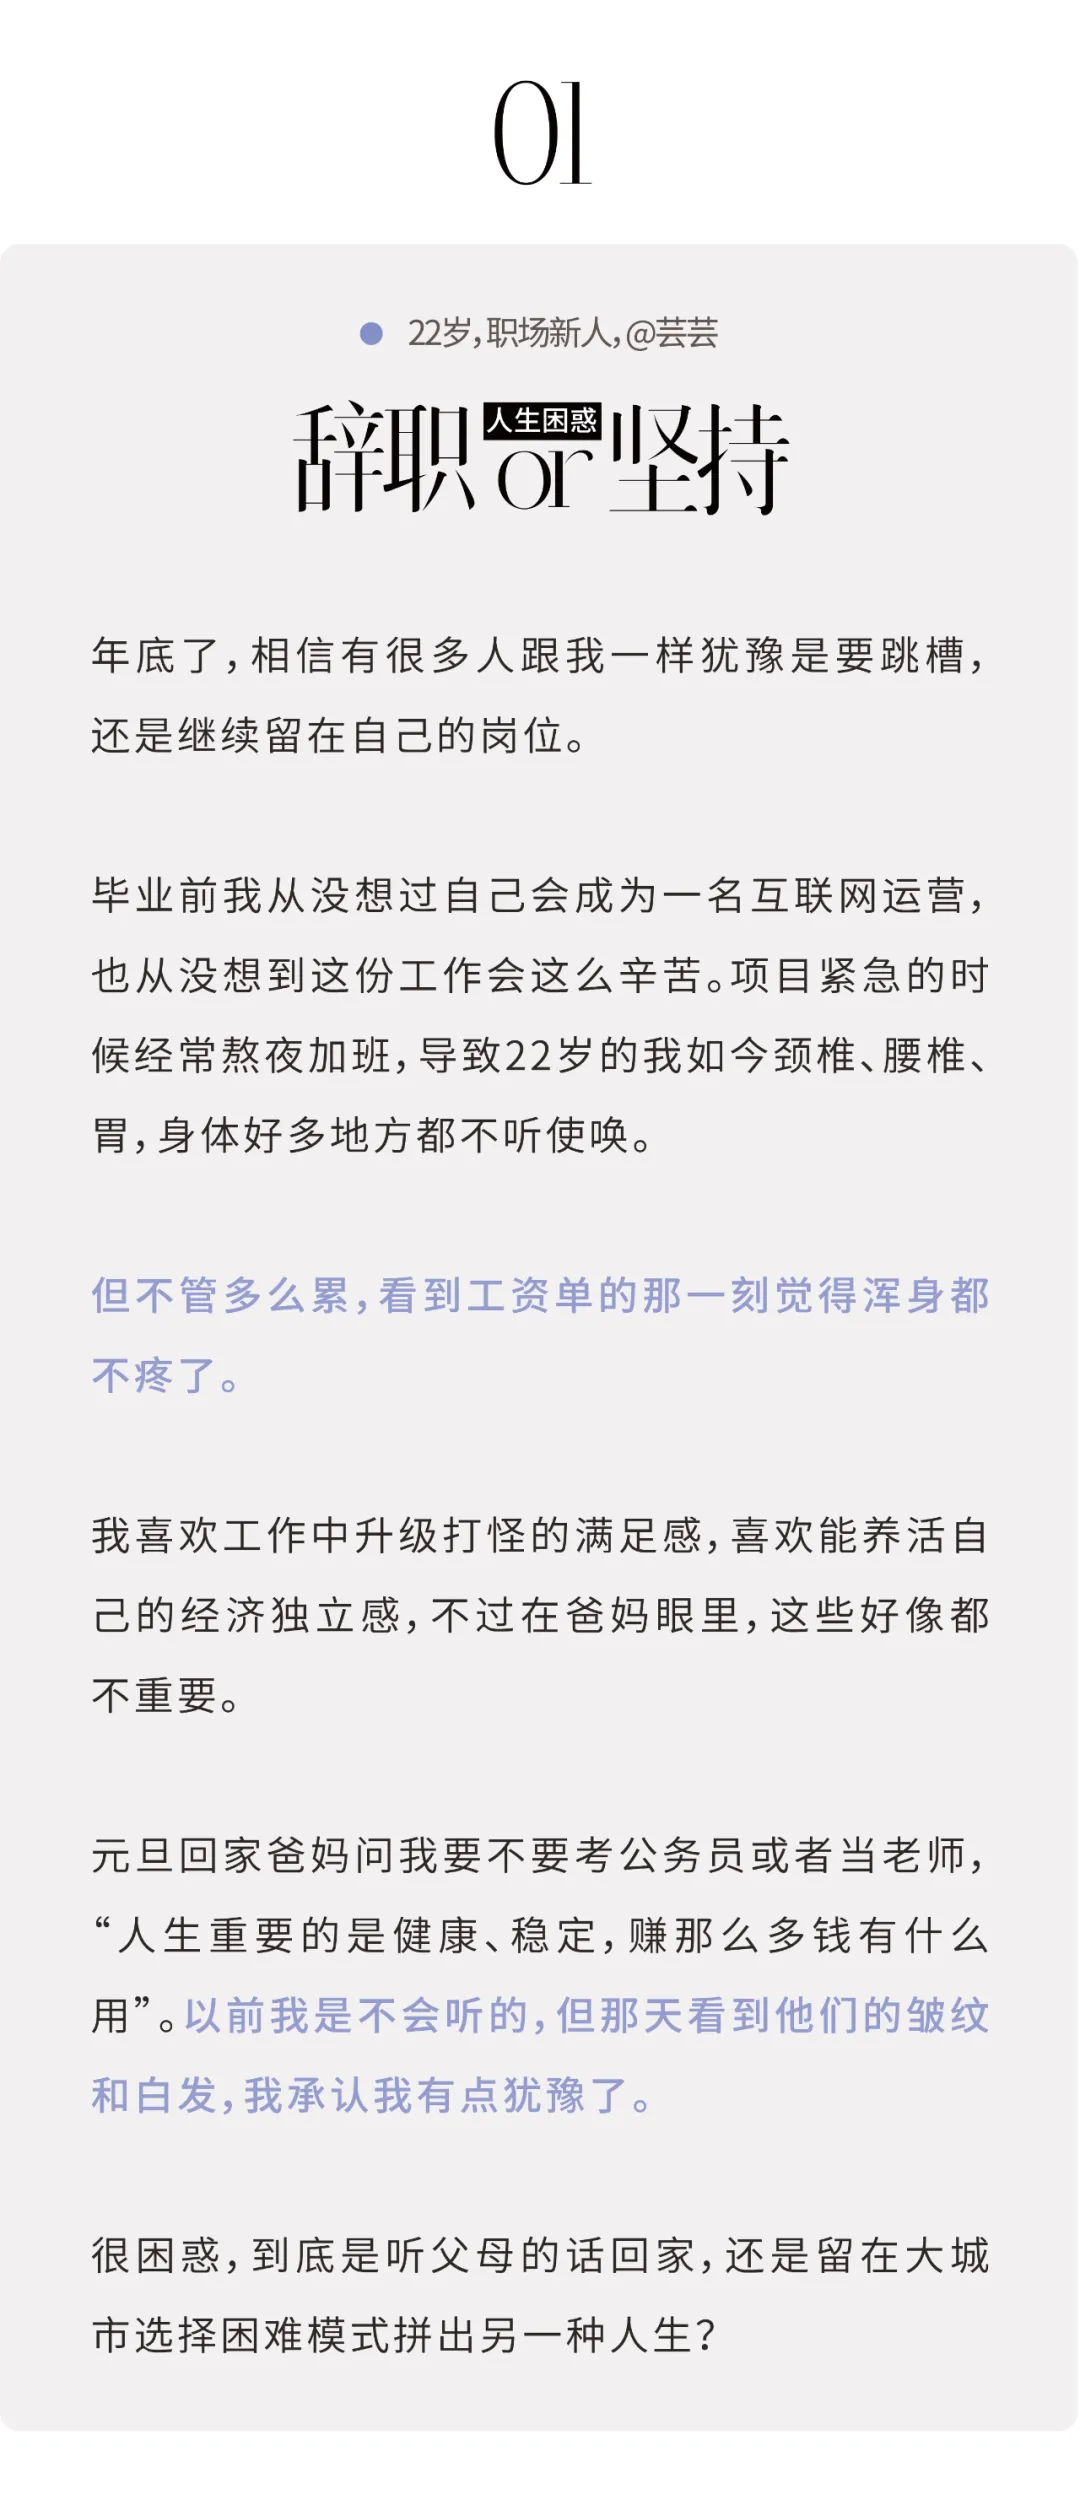 01
22岁，职场新人，@芸芸
辞职 人生困惑 or 坚持
年底了，相信有很多人跟我一样犹豫是要跳槽，
还是继续留在自己的岗位。
毕业前我从没想过自己会成为一名互联网运营，
也从没想到这份工作会这么辛苦。项目紧急的时
候经常熬夜加班，导致22岁的我如今颈椎、腰椎、
胃，身体好多地方都不听使唤。
但不管多么累，看到工资单的那一刻觉得浑身都
不疼了。
我喜欢工作中升级打怪的满足感，喜欢能养活自
己的经济独立感，不过在爸妈眼里，这些好像都
不重要。
元旦回家爸妈问我要不要考公务员或者当老师，
“人生重要的是健康、稳定，赚那么多钱有什么
用”。以前我是不会听的，但那天看到他们的皱纹
和白发，我承认我有点犹豫了。
很困惑，到底是听父母的话回家，还是留在大城
市选择困难模式拼出另一种人生？